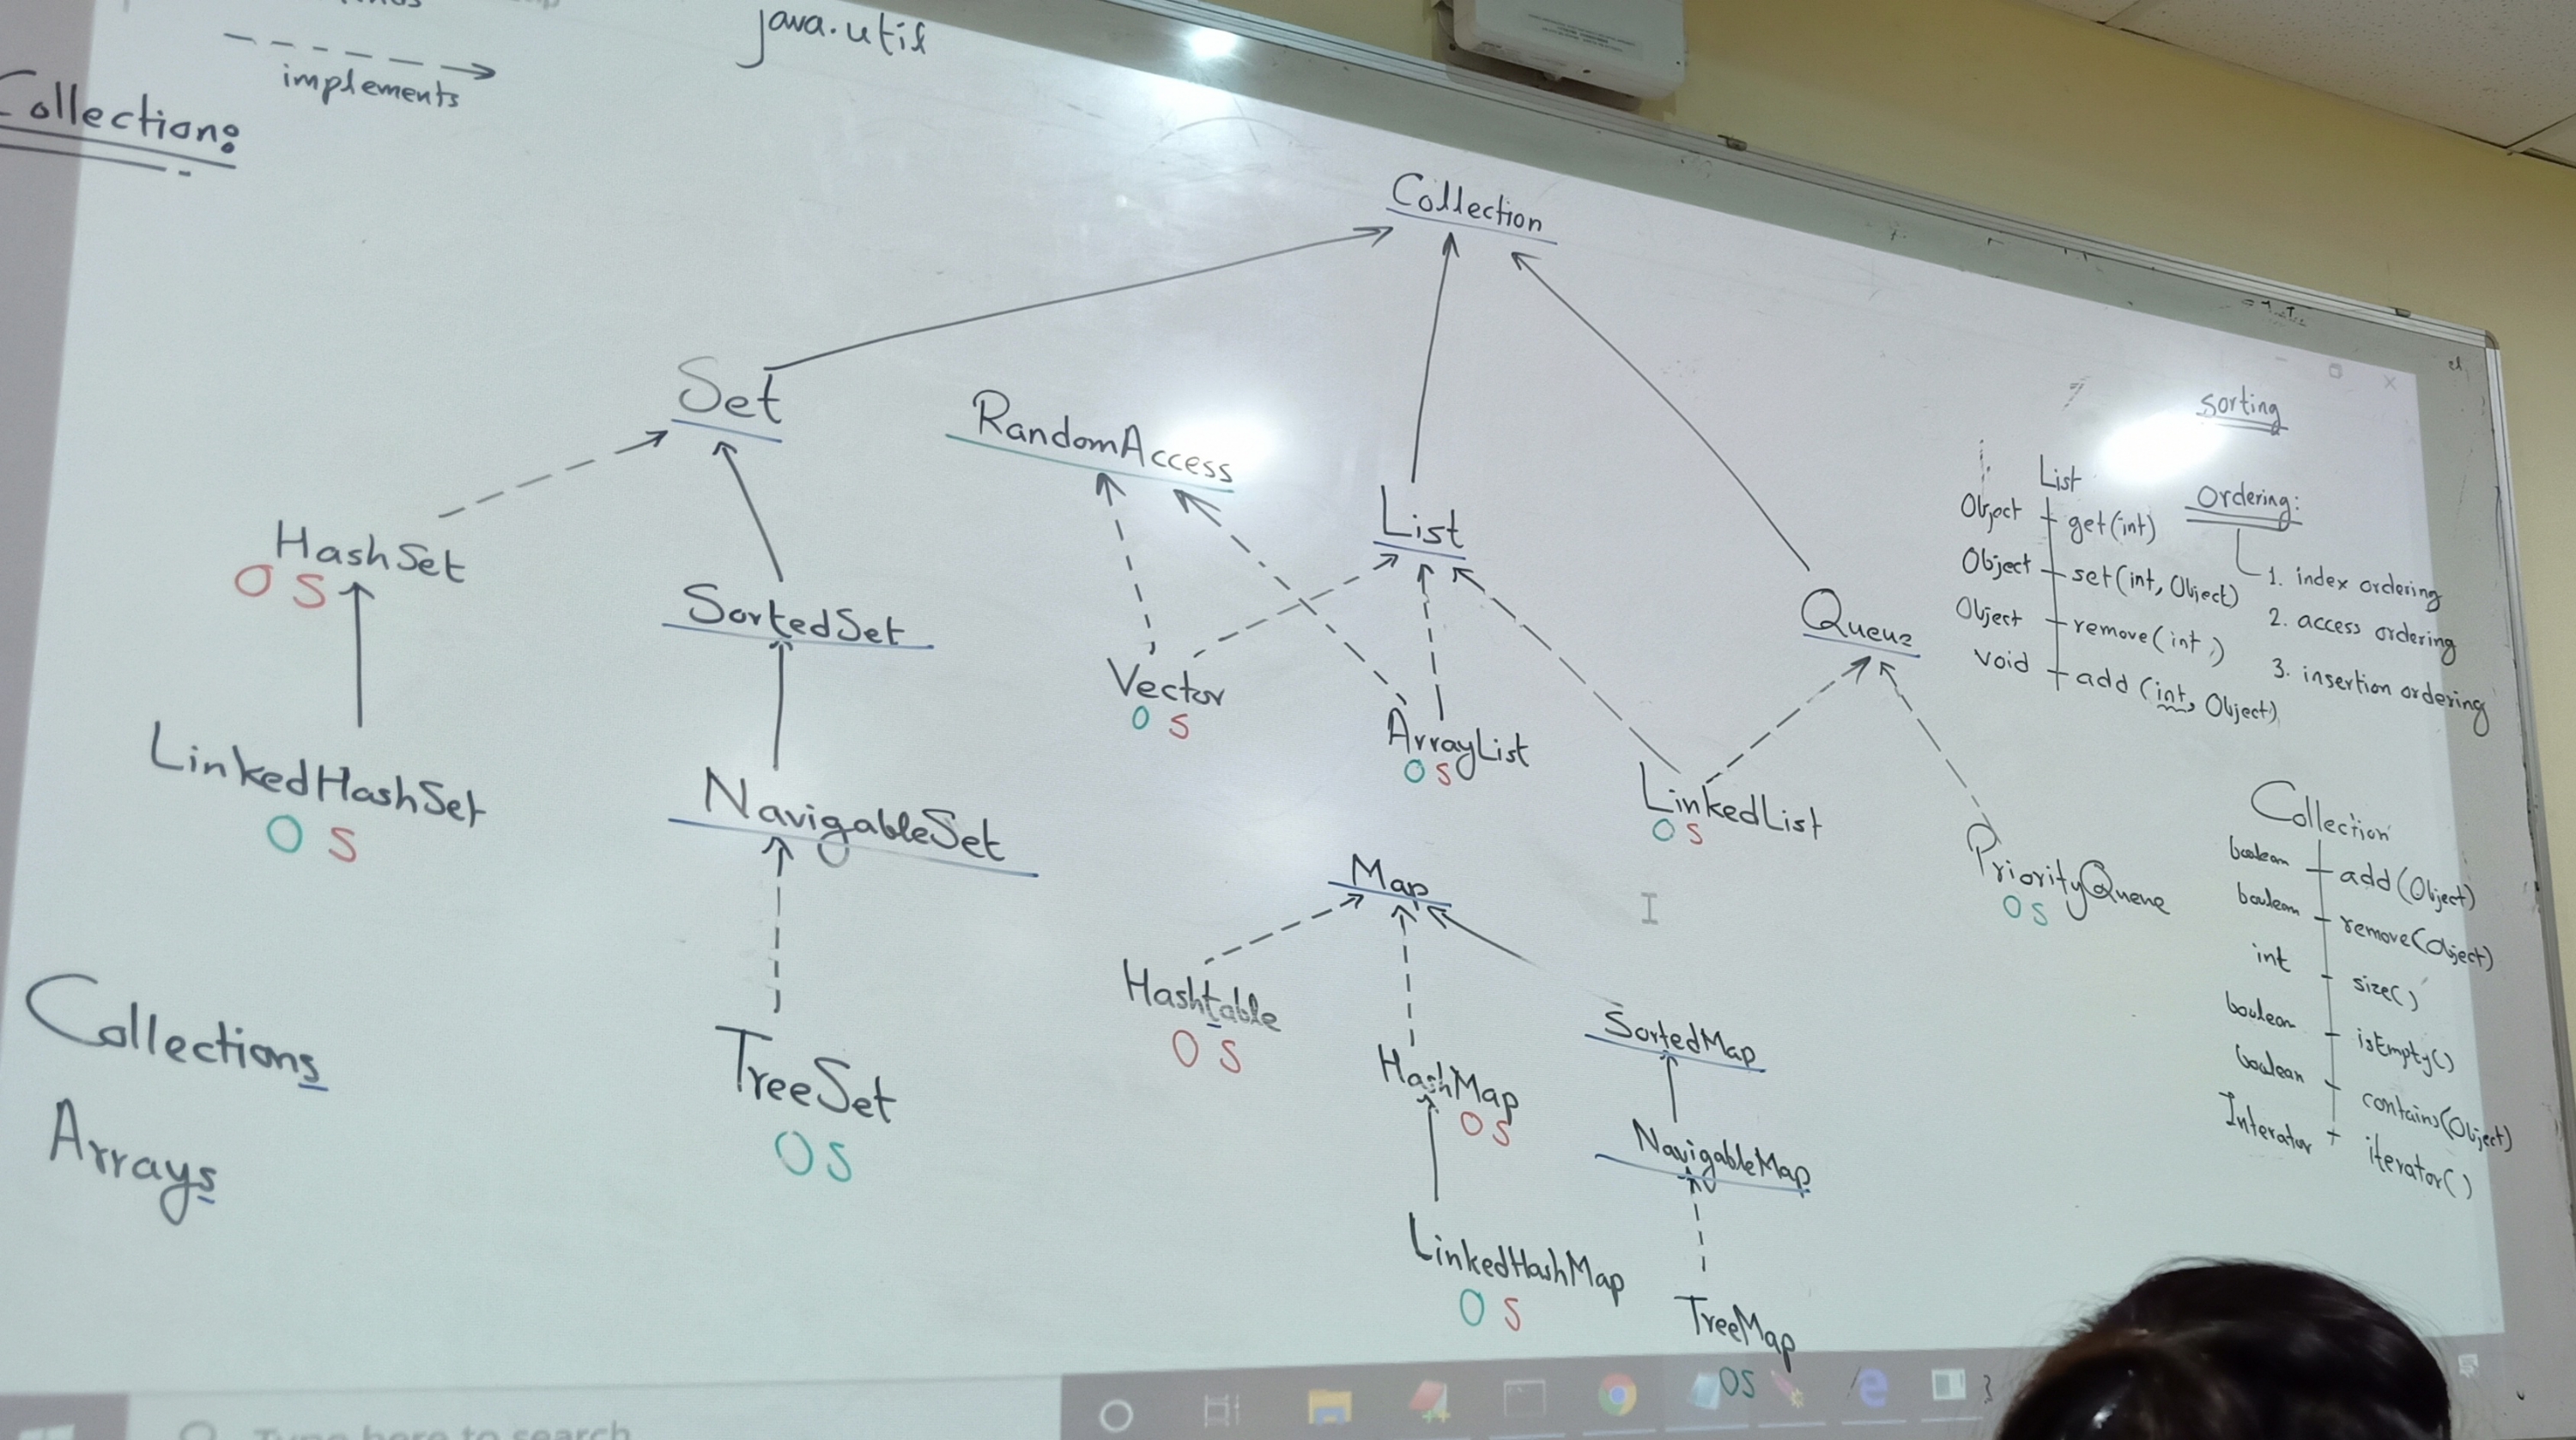 java.util
implements
Collection:
Collection
Set
RandomAccess
List
Queue
HashSet
O S
SortedSet
Vector
O S
ArrayList
O S
LinkedHashSet
O S
NavigableSet
LinkedList
O S
PriorityQueue
O S
TreeSet
O S
Map
Hashtable
O S
HashMap
O S
SortedMap
NavigableMap
LinkedHashMap
O S
TreeMap
OS
Collections
Arrays
sorting
List
Object get(int)
Object set(int, Object)
Object remove(int)
void add(int, Object)
Ordering:
1. index ordering
2. access ordering
3. insertion ordering
Collection
boolean add(Object)
boolean remove(Object)
int size()
boolean isEmpty()
boolean contains(Object)
Interator iterator()
Type here to search